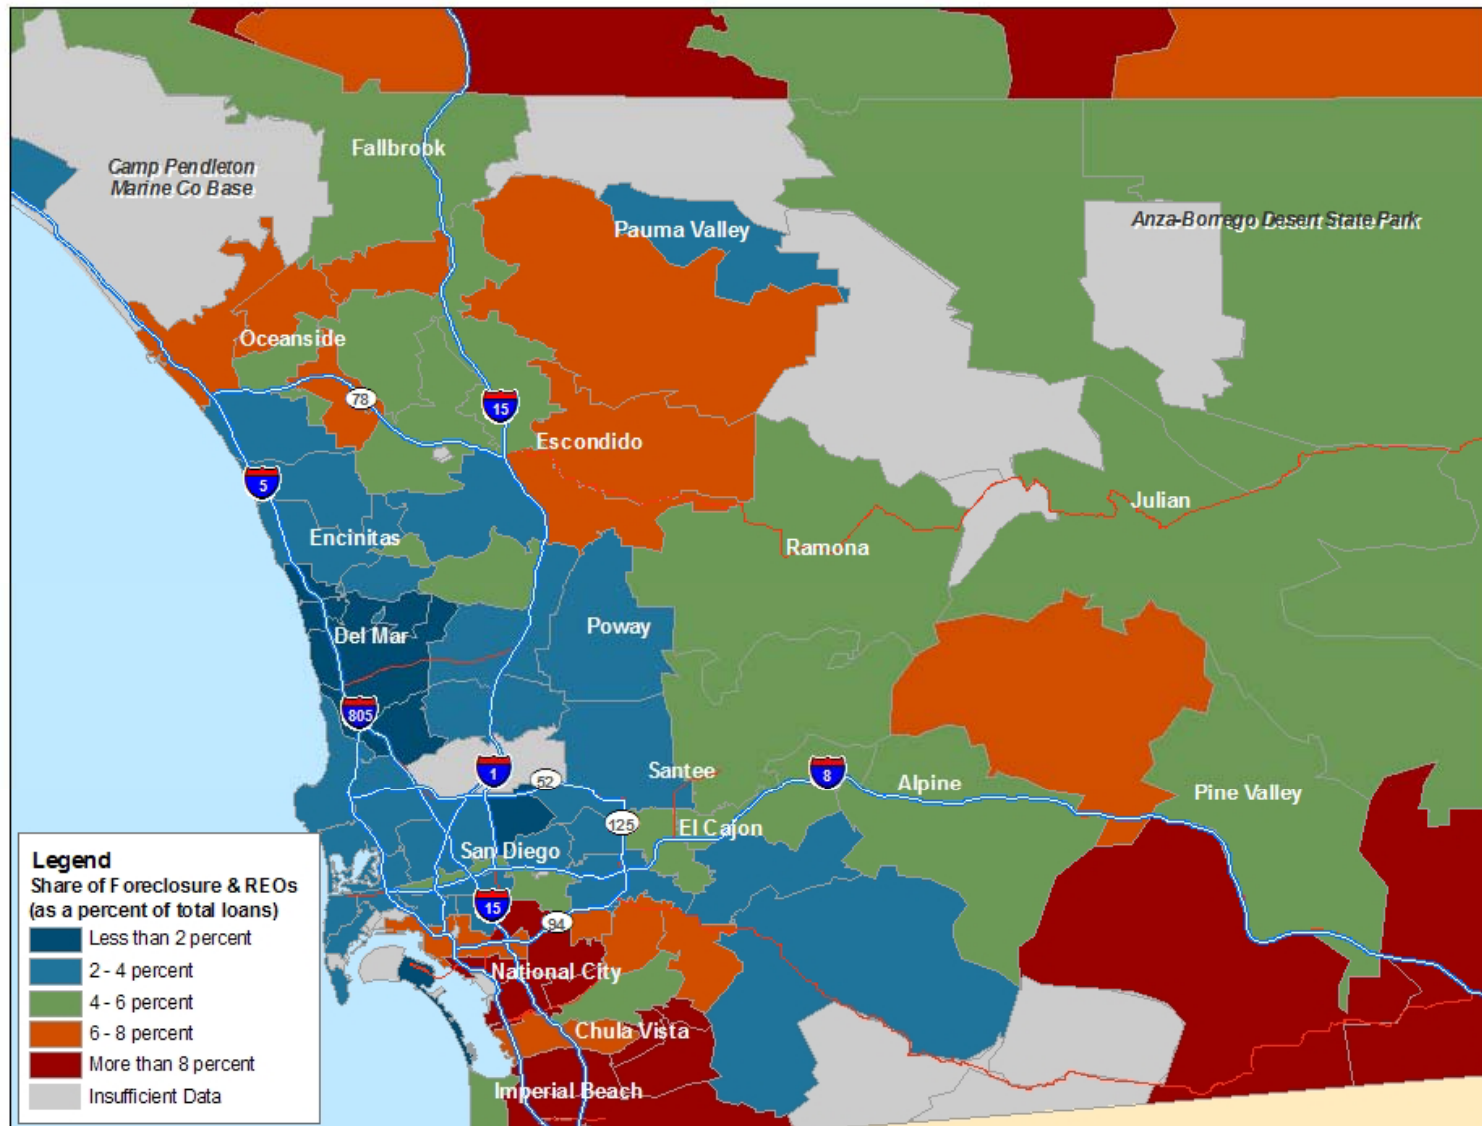 Fallbrook
Camp Pendleton
Marine Co Base
Pauma Valley
Anza-Borrego Desert State Park
Oceanside
78
15
Escondido
5
Julian
Encinitas
Ramona
Del Mar
Poway
805
1
52
Santee
8
Alpine
Pine Valley
125
El Cajon
San Diego
15
94
National City
Chula Vista
Imperial Beach
Legend
Share of Foreclosure & REOs
(as a percent of total loans)
Less than 2 percent
2 - 4 percent
4 - 6 percent
6 - 8 percent
More than 8 percent
Insufficient Data